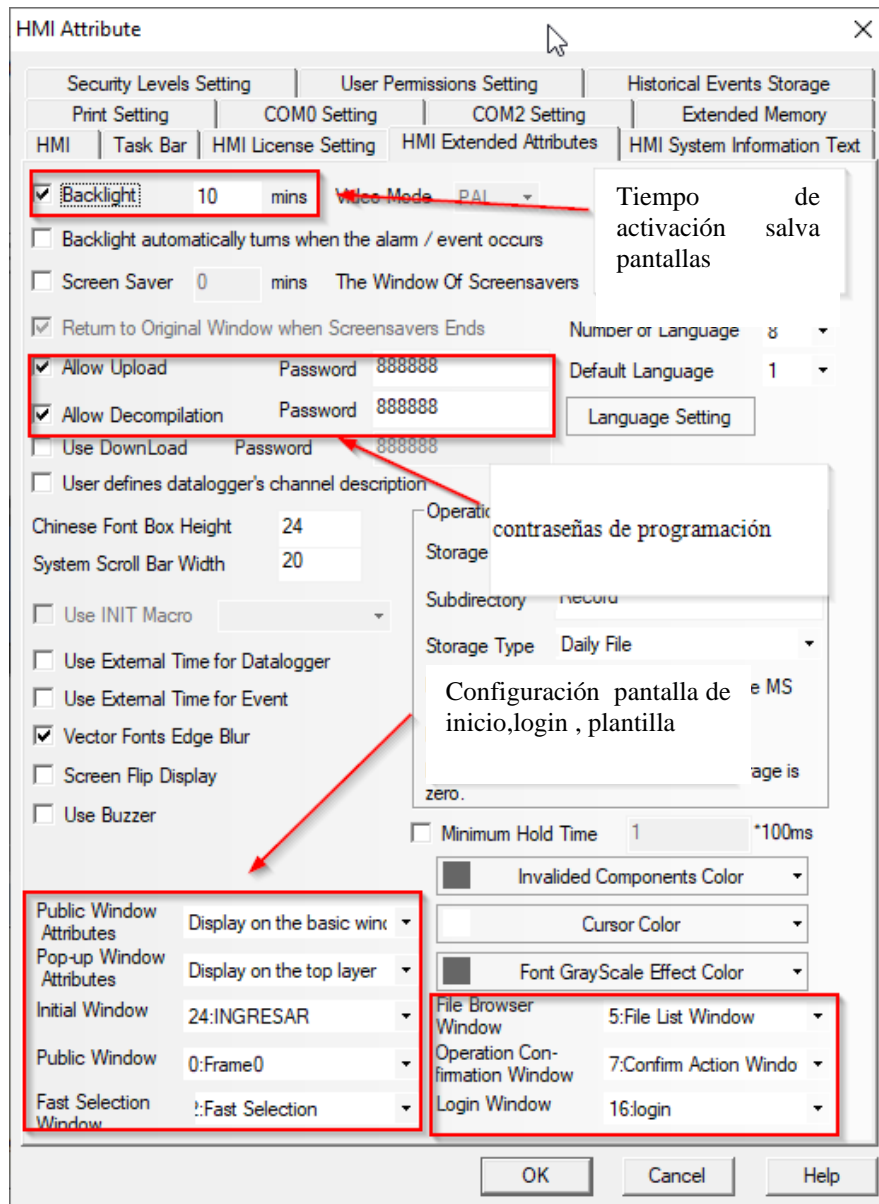 HMI Attribute
Security Levels Setting User Permissions Setting Historical Events Storage
Print Setting COM0 Setting COM2 Setting Extended Memory
HMI Task Bar HMI License Setting HMI Extended Attributes HMI System Information Text
Backlight 10 mins Video Mode PAL
Tiempo de
activación salva
pantallas
Backlight automatically turns when the alarm / event occurs
Screen Saver 0 mins The Window Of Screensavers
Return to Original Window when Screensavers Ends Number of Language 8
Allow Upload Password 888888 Default Language 1
Allow Decompilation Password 888888 Language Setting
Use DownLoad Password 888888
User defines datalogger's channel description
Chinese Font Box Height 24
System Scroll Bar Width 20
contraseñas de programación
Storage
Subdirectory Record
Use INIT Macro
Storage Type Daily File
Use External Time for Datalogger
Use External Time for Event
Vector Fonts Edge Blur
Screen Flip Display
Use Buzzer
Configuración pantalla de
inicio,login , plantilla
e MS
age is
zero.
Minimum Hold Time 1 *100ms
Invalided Components Color
Cursor Color
Font GrayScale Effect Color
Public Window
Attributes Display on the basic wind
Pop-up Window
Attributes Display on the top layer
Initial Window 24:INGRESAR
Public Window 0:Frame0
Fast Selection
Window :Fast Selection
File Browser
Window 5:File List Window
Operation Con-
firmation Window 7:Confirm Action Windo
Login Window 16:login
OK Cancel Help